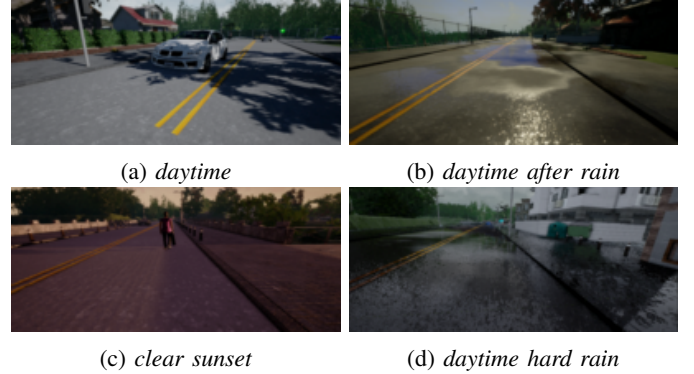 (a) daytime
(b) daytime after rain
(c) clear sunset
(d) daytime hard rain